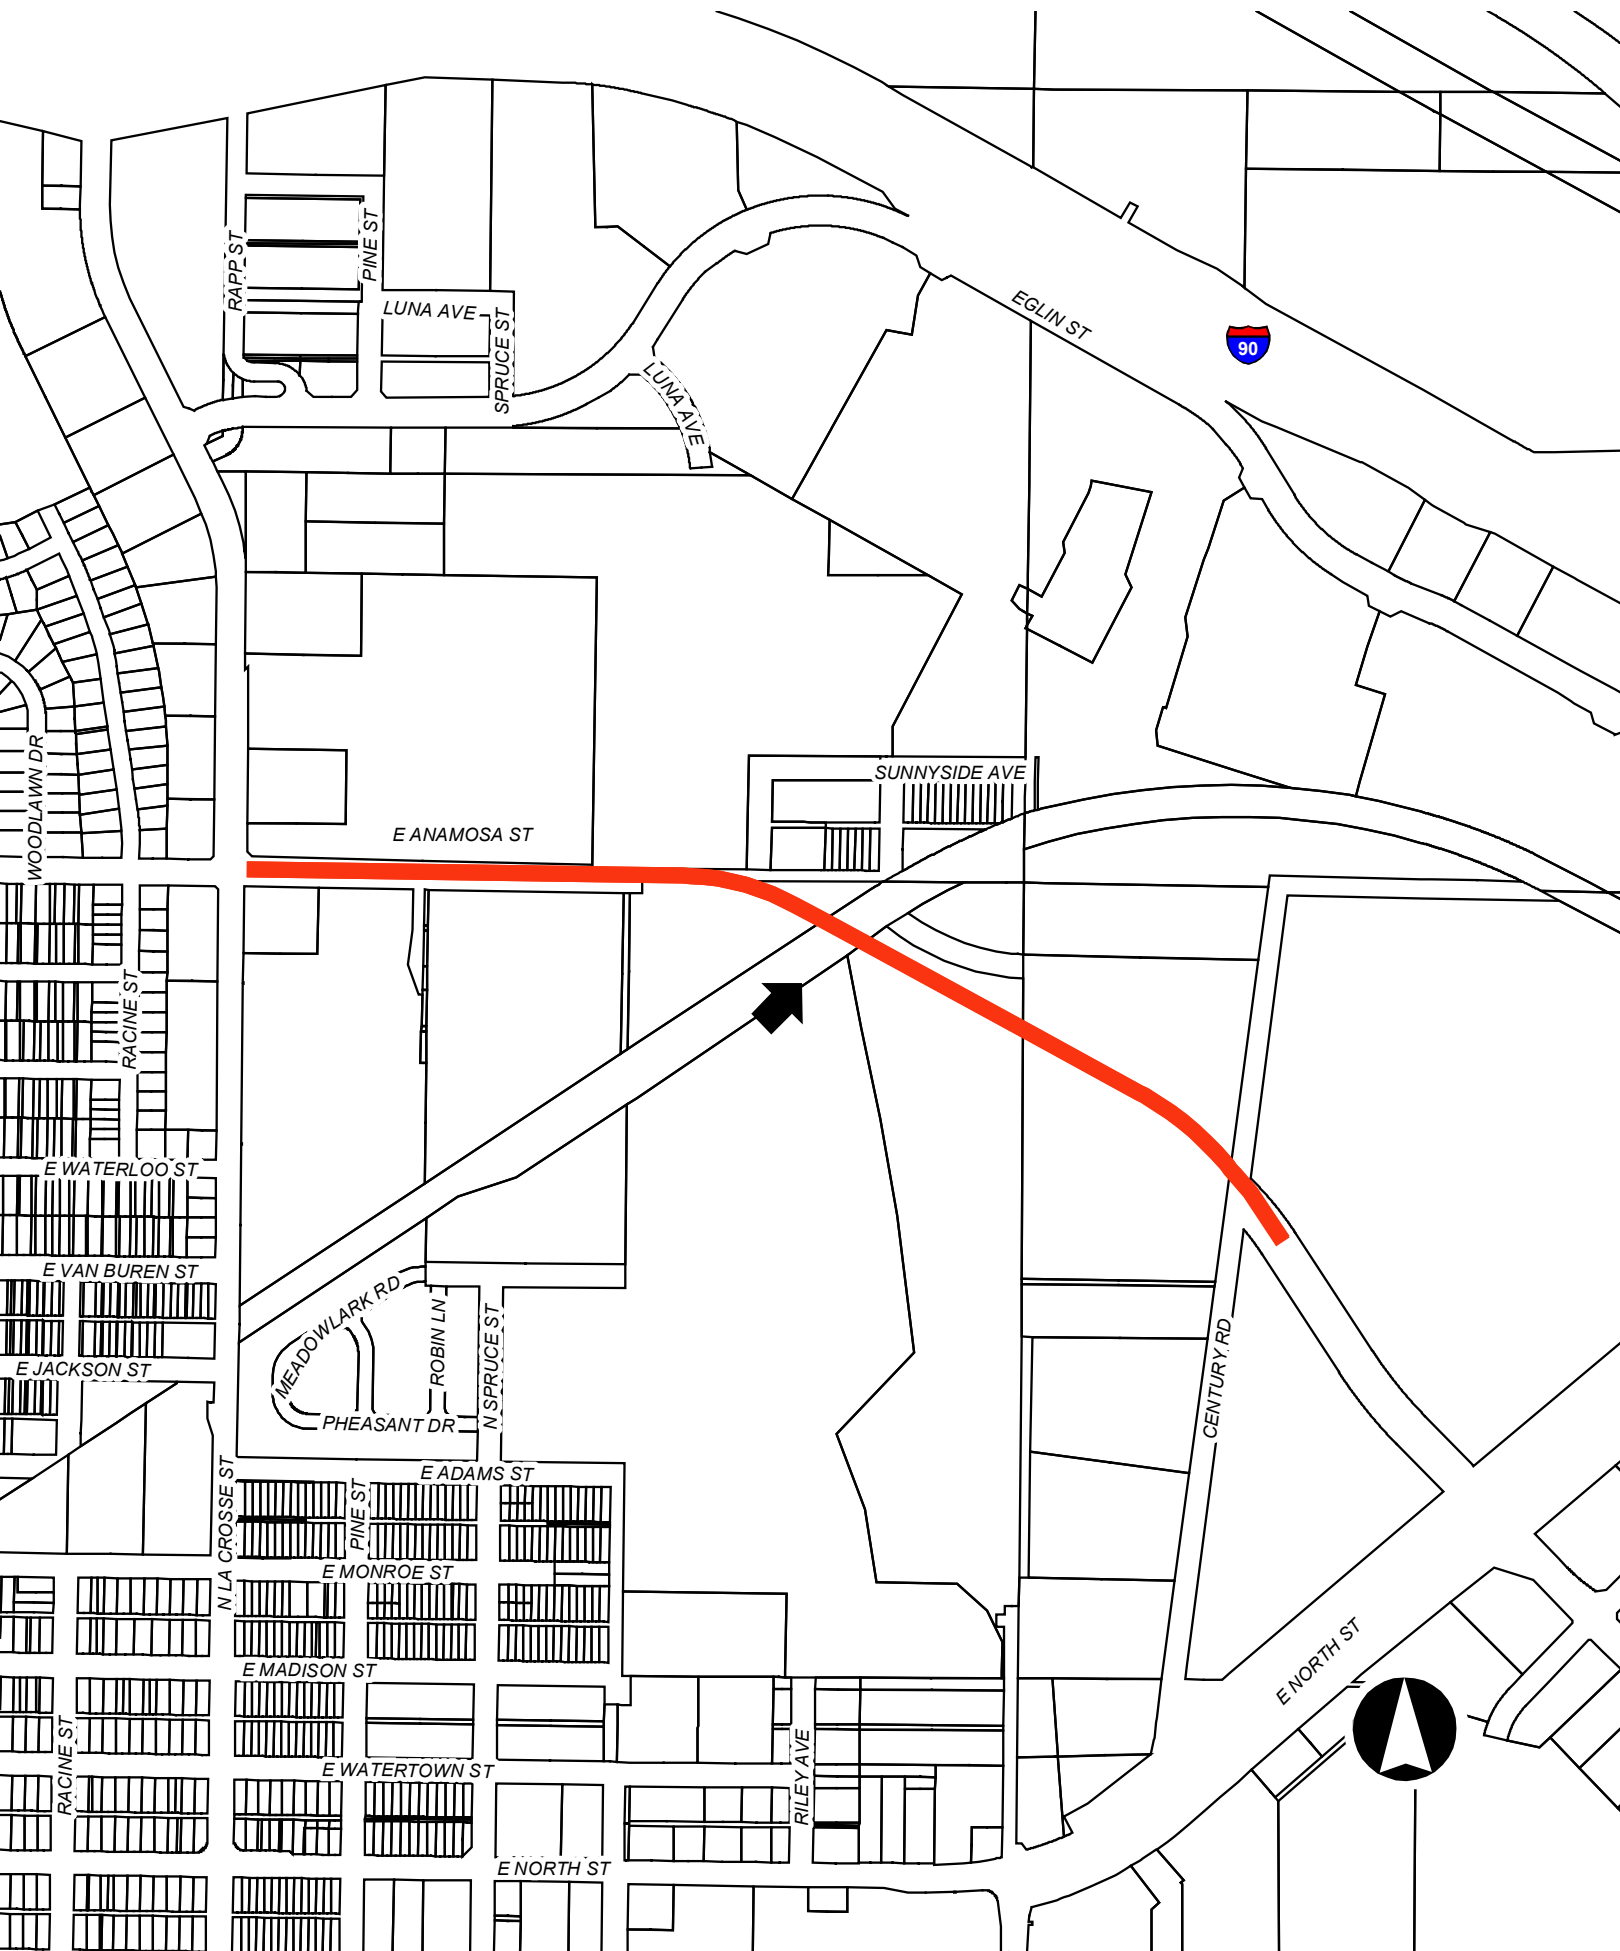 RAPP ST
PINE ST
LUNA AVE
SPRUCE ST
LUNA AVE
EGLIN ST
90
WOODLAWN DR
SUNNYSIDE AVE
E ANAMOSA ST
RACINE ST
E WATERLOO ST
E VAN BUREN ST
E JACKSON ST
MEADOWLARK RD
ROBIN LN
N SPRUCE ST
PHEASANT DR
CENTURY RD
N LA CROSSE ST
PINE ST
E ADAMS ST
E MONROE ST
E MADISON ST
E NORTH ST
RACINE ST
E WATERTOWN ST
RILEY AVE
E NORTH ST